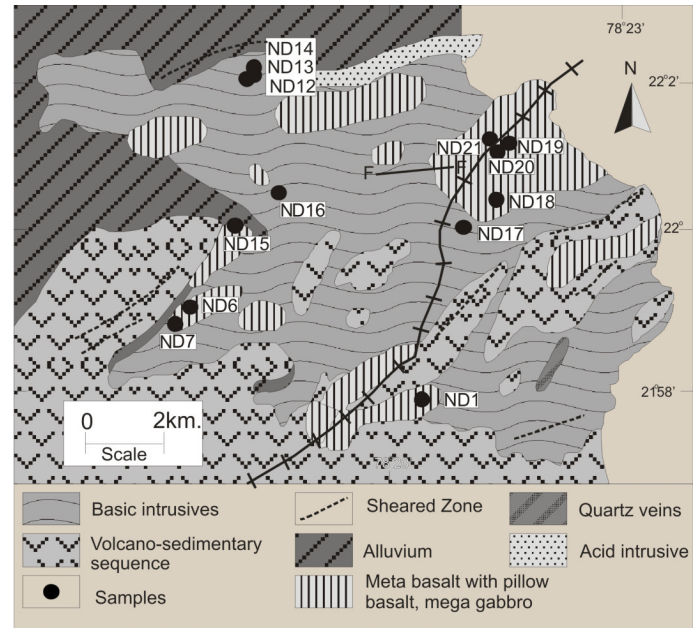 78°23'
ND14
ND13
ND12
22°2'
N
ND21
ND19
ND20
F
F
ND16
ND18
ND15
ND17
22°
ND6
ND7
ND1
21°58'
0
2km.
Scale
Basic intrusives
Sheared Zone
Quartz veins
Volcano-sedimentary
sequence
Alluvium
Acid intrusive
Samples
Meta basalt with pillow
basalt, mega gabbro